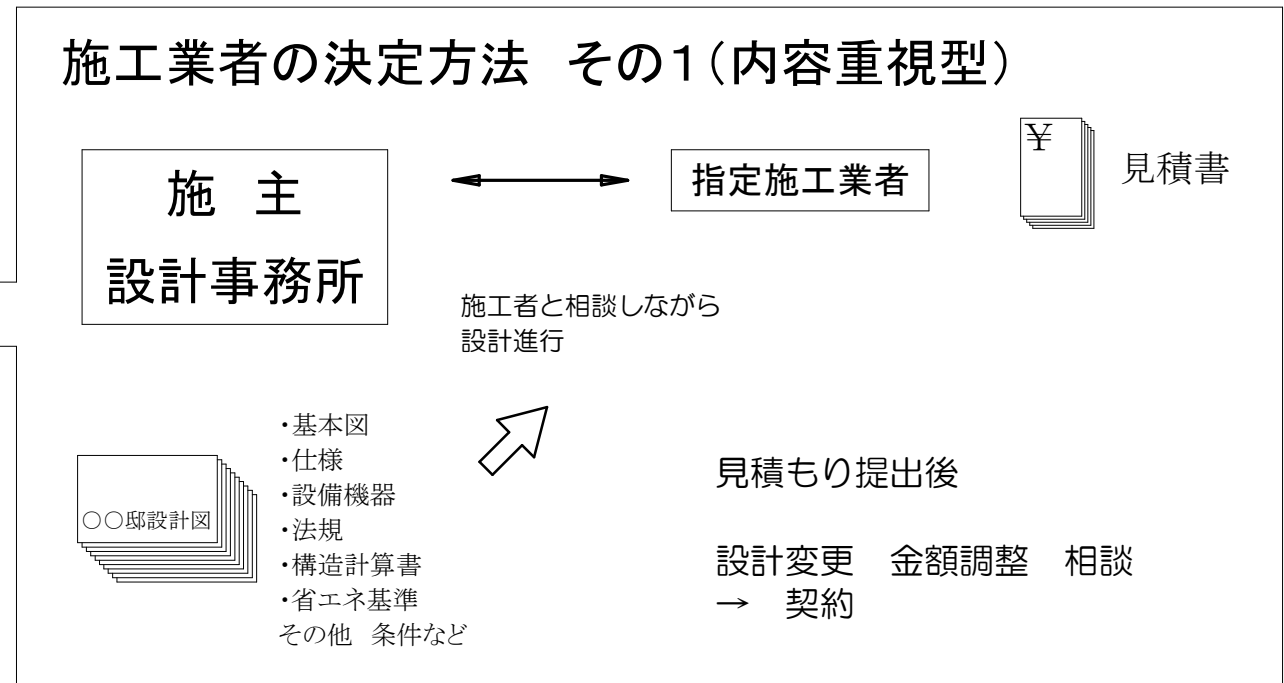 施工業者の決定方法　その１（内容重視型）
施　主
設計事務所
指定施工業者
¥
見積書
施工者と相談しながら
設計進行
〇〇邸設計図
・基本図
・仕様
・設備機器
・法規
・構造計算書
・省エネ基準
その他　条件など
見積もり提出後
設計変更　金額調整　相談
→　契約